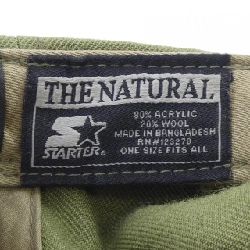 THE NATURAL
80% ACRYLIC
20% WOOL
MADE IN BANGLADESH
RN#123270
ONE SIZE FITS ALL
STARTER